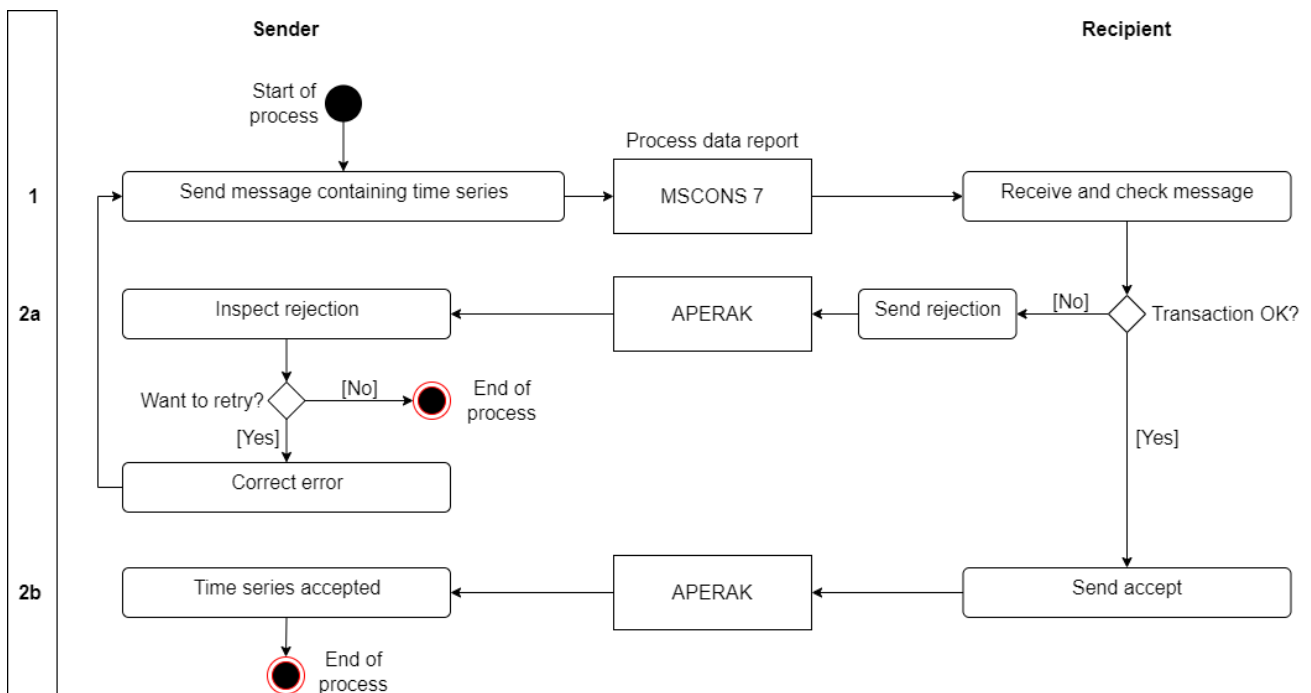 Sender
Recipient
Start of
process
Process data report
1
Send message containing time series
MSCONS 7
Receive and check message
2a
Inspect rejection
APERAK
Send rejection
[No]
Transaction OK?
Want to retry?
[No]
End of
process
[Yes]
[Yes]
Correct error
2b
Time series accepted
APERAK
Send accept
End of
process